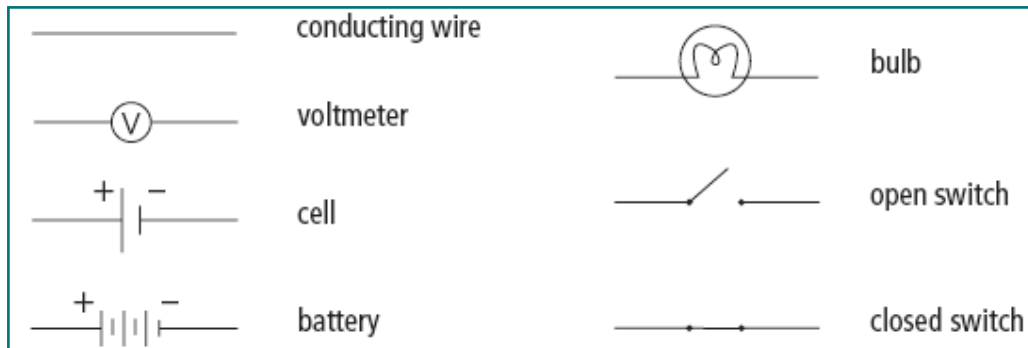 conducting wire
bulb
V
voltmeter
+ −
cell
open switch
+ −
battery
closed switch